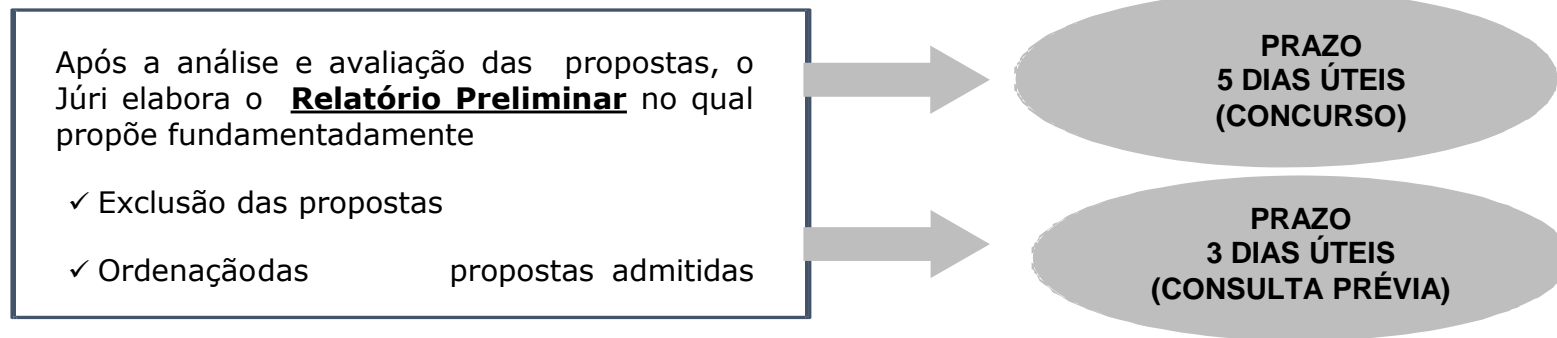 Após a análise e avaliação das propostas, o
Júri elabora o Relatório Preliminar no qual
propõe fundamentadamente
✓ Exclusão das propostas
✓ Ordenaçãodas propostas admitidas
PRAZO
5 DIAS ÚTEIS
(CONCURSO)
PRAZO
3 DIAS ÚTEIS
(CONSULTA PRÉVIA)